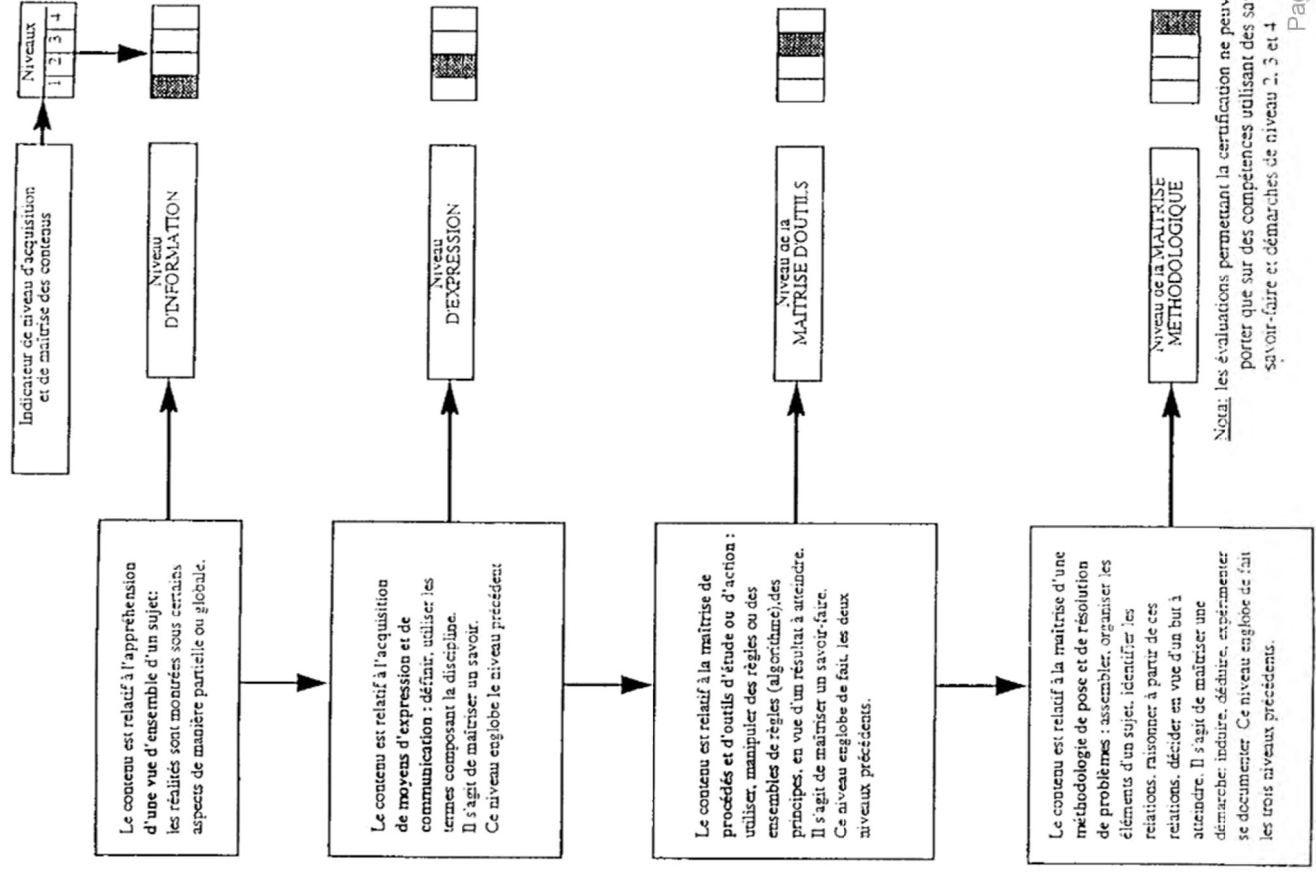 Indicateur de niveau d'acquisition
et de maîtrise des contenus
Niveaux
1 2 3 4
Le contenu est relatif à l'appréhension
d'une vue d'ensemble d'un sujet:
les réalités sont montrées sous certains
aspects de manière partielle ou globale.
Niveau
D'INFORMATION
Le contenu est relatif à l'acquisition
de moyens d'expression et de
communication : définir, utiliser les
termes composant la discipline.
Il s'agit de maîtriser un savoir.
Ce niveau englobe le niveau précédent
Niveau
D'EXPRESSION
Le contenu est relatif à la maîtrise de
procédés et d'outils d'étude ou d'action :
utiliser, manipuler des règles ou des
ensembles de règles (algorithme),des
principes, en vue d'un résultat à atteindre.
Il s'agit de maîtriser un savoir-faire.
Ce niveau englobe de fait, les deux
niveaux précédents.
Niveau de la
MAITRISE D'OUTILS
Le contenu est relatif à la maîtrise d'une
méthodologie de pose et de résolution
de problèmes : assembler, organiser les
éléments d'un sujet, identifier les
relations, raisonner à partir de ces
relations, décider en vue d'un but à
atteindre. Il s'agit de maîtriser une
démarche: induire, déduire, expérimenter
se documenter. Ce niveau englobe de fait
les trois niveaux précédents.
Niveau de la MAITRISE
METHODOLOGIQUE
Nota: les évaluations permettant la certification ne peuv
porter que sur des compétences utilisant des sa
savoir-faire et démarches de niveau 2, 3 et 4
Pag